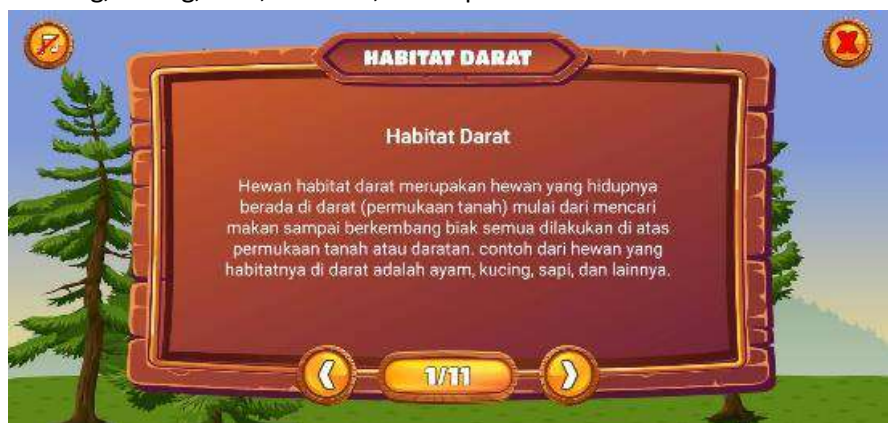 HABITAT DARAT
Habitat Darat
Hewan habitat darat merupakan hewan yang hidupnya
berada di darat (permukaan tanah) mulai dari mencari
makan sampai berkembang biak semua dilakukan di atas
permukaan tanah atau daratan. contoh dari hewan yang
habitatnya di darat adalah ayam, kucing, sapi, dan lainnya.
1/11